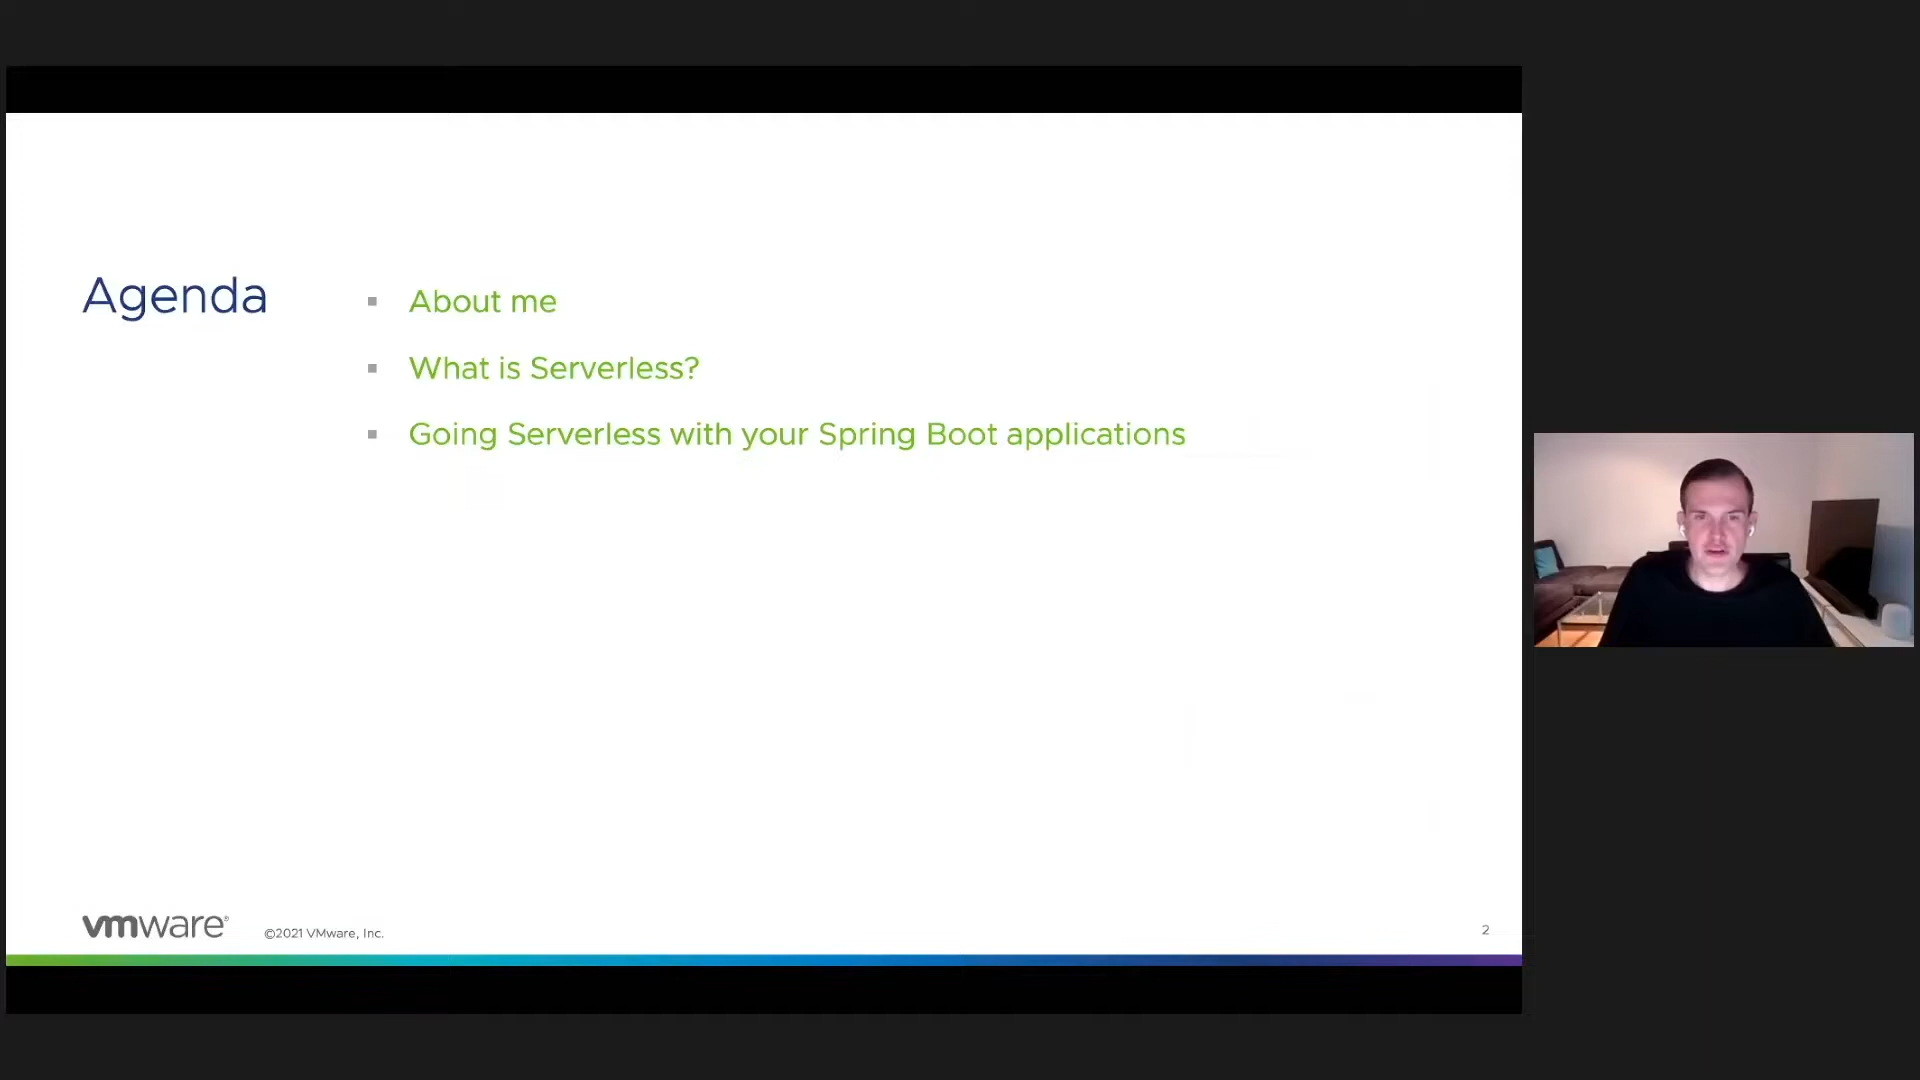 Agenda
About me
What is Serverless?
Going Serverless with your Spring Boot applications
vmware®
©2021 VMware, Inc.
2